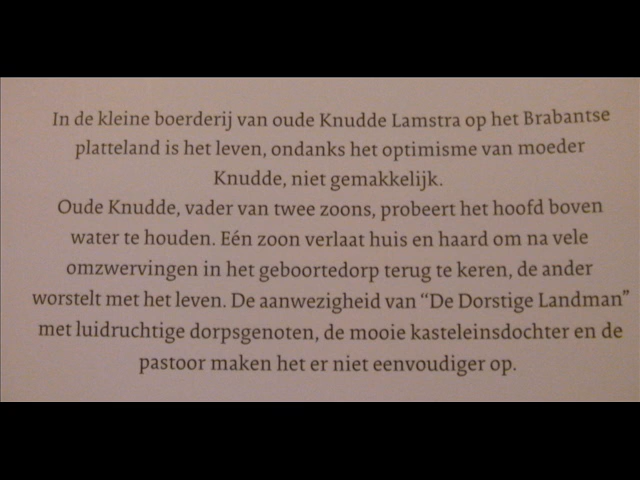 In de kleine boerderij van oude Knudde Lamstra op het Brabantse
platteland is het leven, ondanks het optimisme van moeder
Knudde, niet gemakkelijk.
Oude Knudde, vader van twee zoons, probeert het hoofd boven
water te houden. Eén zoon verlaat huis en haard om na vele
omzwervingen in het geboortedorp terug te keren, de ander
worstelt met het leven. De aanwezigheid van “De Dorstige Landman”
met luidruchtige dorpsgenoten, de mooie kasteleinsdochter en de
pastoor maken het er niet eenvoudiger op.